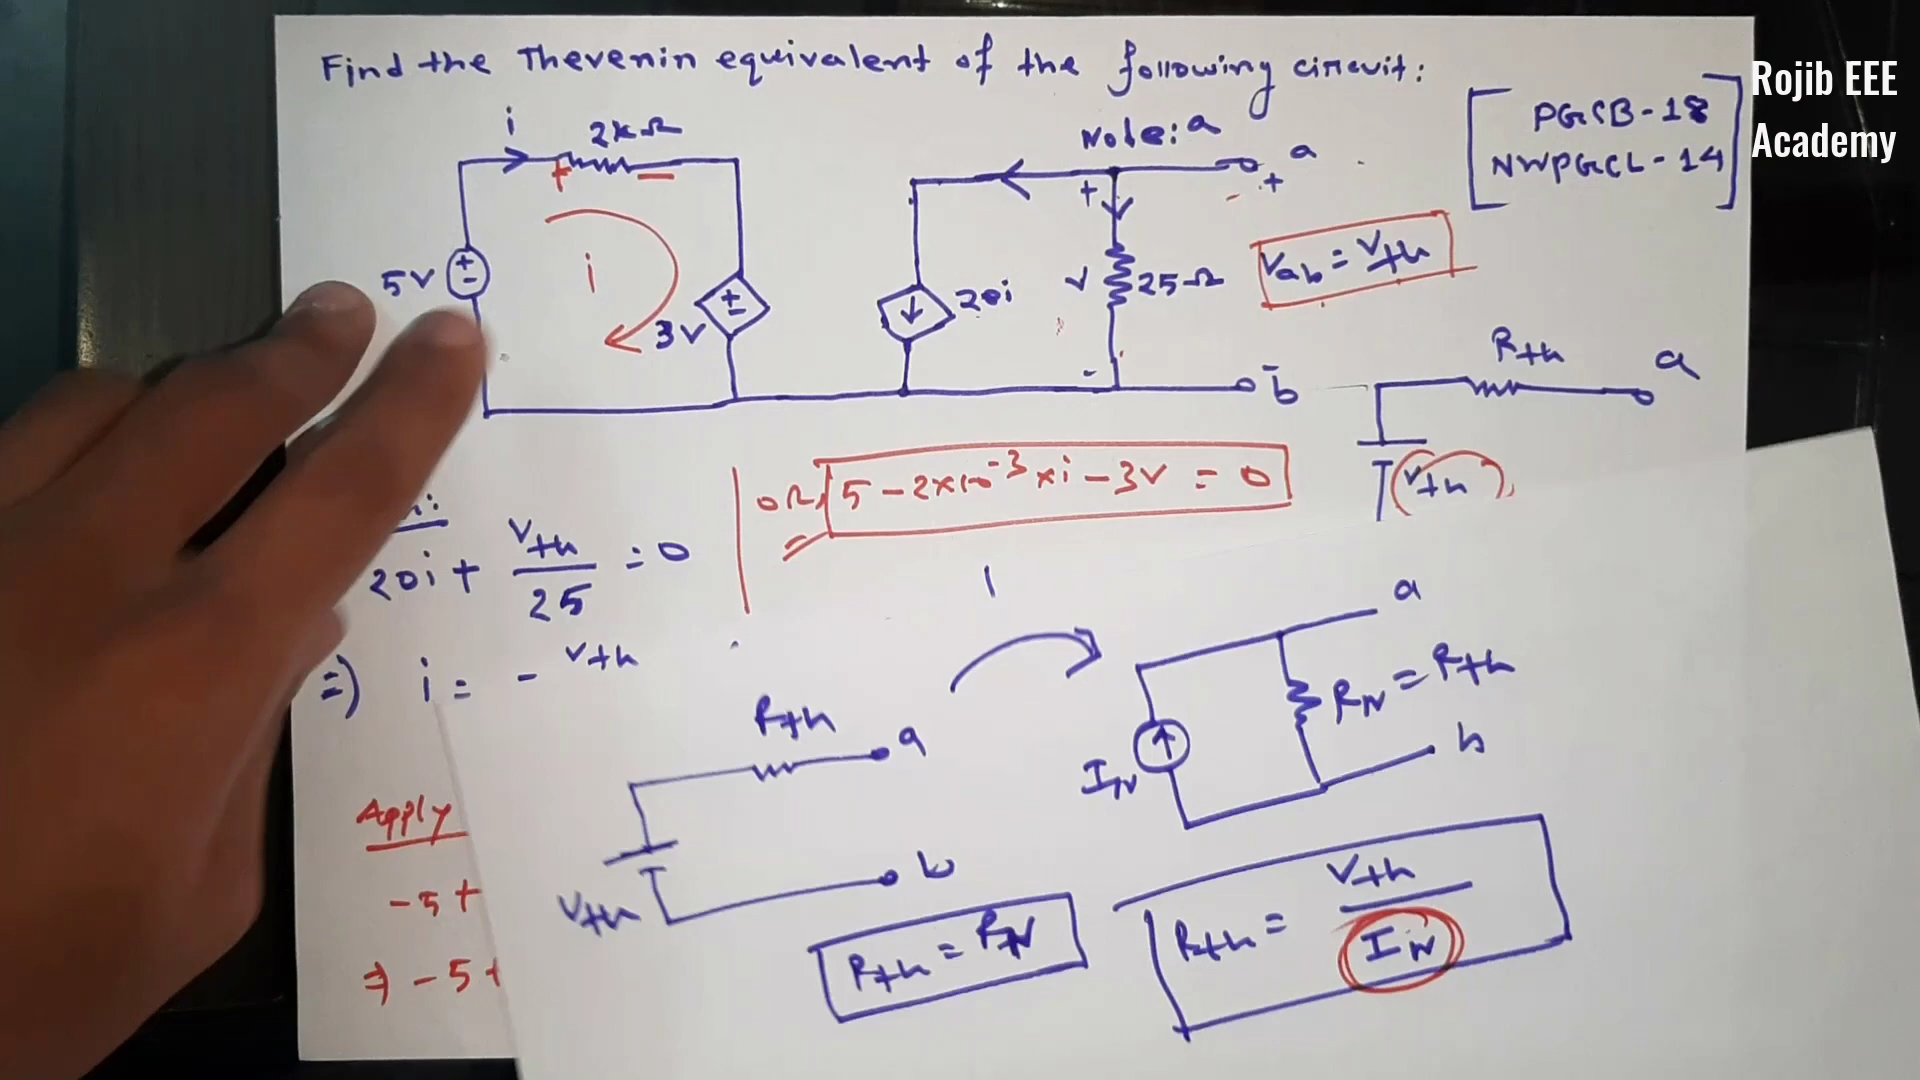 Find the Thevenin equivalent of the following circuit:
Rojib EEE
Academy
PGCB-18
NWPGCL-14
i
2kΩ
+ −
Node: a
a
+
5V
+
−
i
3V
+
−
20i
+
V
25Ω
-
Vab = Vth
- b
Rth
a
Vth
OR, 5 - 2×10^-3 × i - 3V = 0
20i + Vth/25 = 0
=) i = - Vth
Rth
a
Vth
b
a
IN
RN = Rth
b
Apply
-5+
⇒ -5+
Rth = RN
Rth = Vth/IN